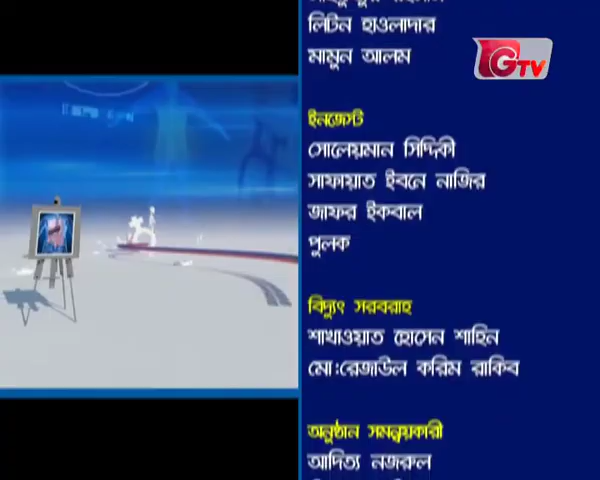 লিটন হাওলাদার
মামুন আলম
GTV
ইনজেস্ট
সোলেয়মান সিদ্দিকী
সাফায়াত ইবনে নাজির
জাফর ইকবাল
পুলক
বিদ্যুৎ সরবরাহ
শাখাওয়াত হোসেন শাহিন
মো:রেজাউল করিম রাকিব
অনুষ্ঠান সমন্বয়কারী
আদিত্য নজরুল